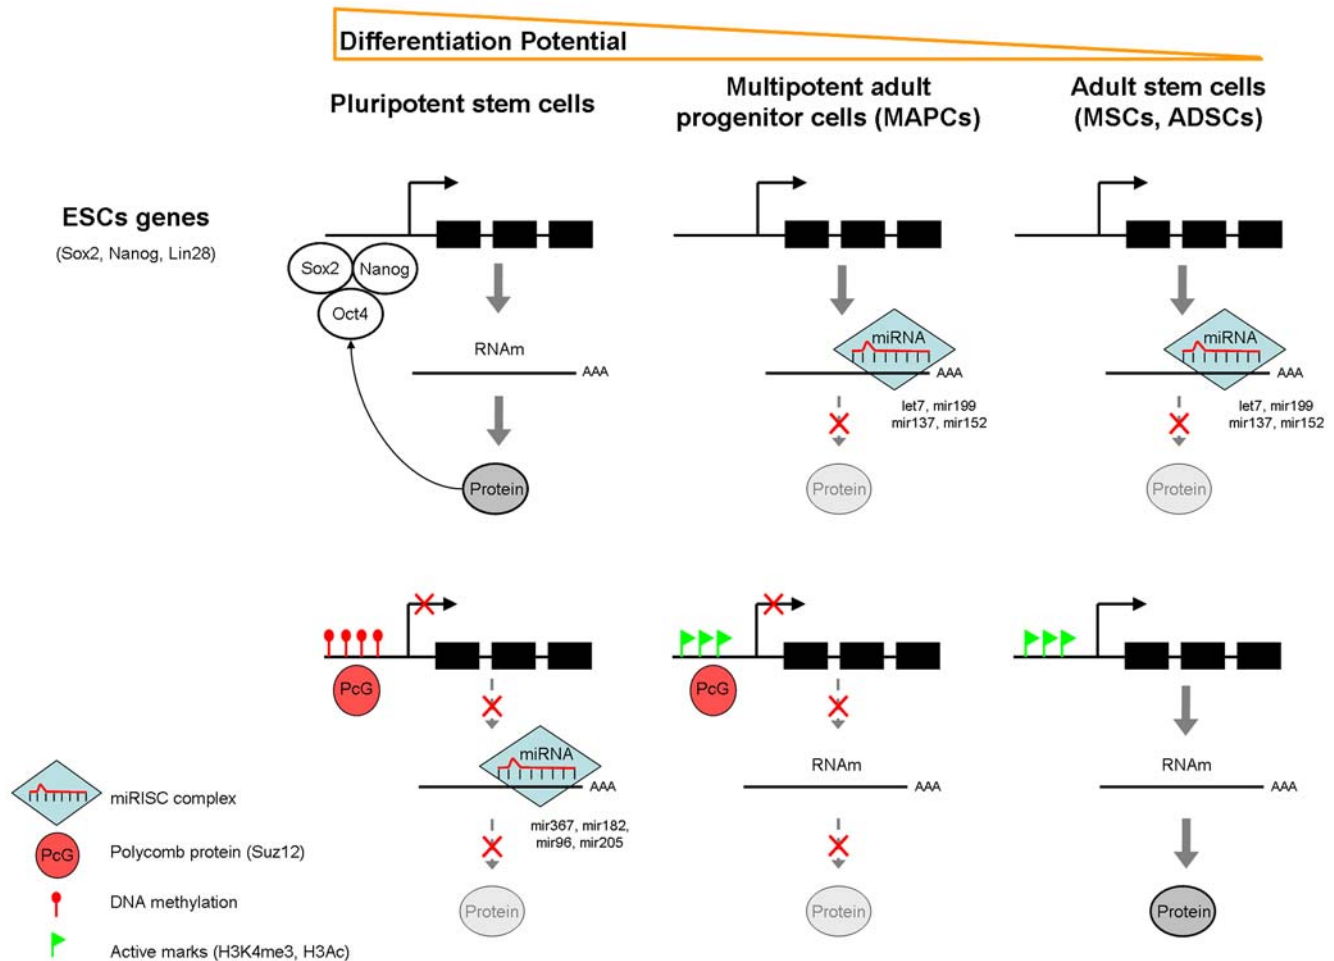 Differentiation Potential
Pluripotent stem cells
Multipotent adult
progenitor cells (MAPCs)
Adult stem cells
(MSCs, ADSCs)
ESCs genes
(Sox2, Nanog, Lin28)
Sox2
Nanog
Oct4
RNAm
AAA
Protein
miRNA
AAA
let7, mir199
mir137, mir152
Protein
miRNA
AAA
let7, mir199
mir137, mir152
Protein
PcG
miRNA
AAA
mir367, mir182,
mir96, mir205
Protein
PcG
RNAm
AAA
Protein
RNAm
AAA
Protein
miRISC complex
PcG
Polycomb protein (Suz12)
DNA methylation
Active marks (H3K4me3, H3Ac)